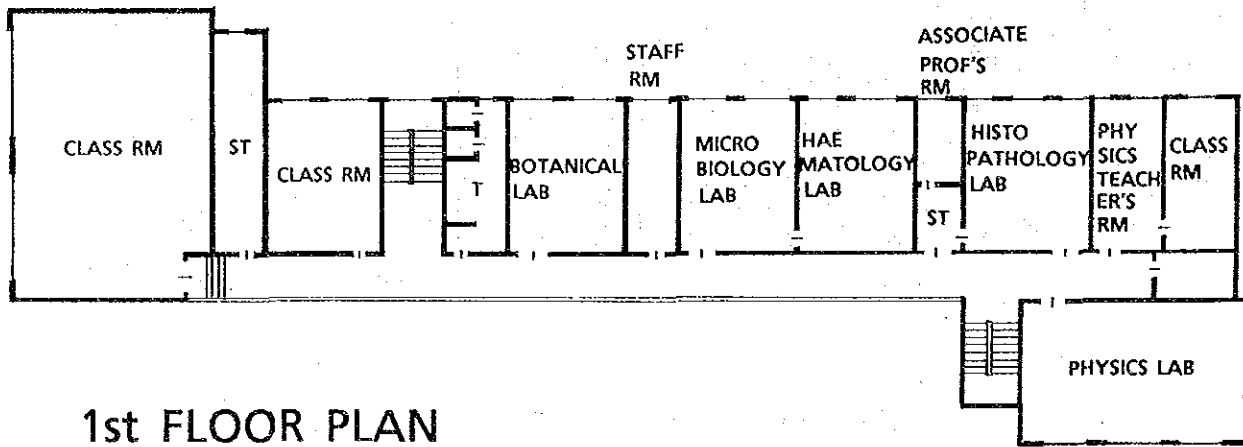 CLASS RM
ST
CLASS RM
T
BOTANICAL
LAB
STAFF
RM
MICRO
BIOLOGY
LAB
HAE
MATOLOGY
LAB
ASSOCIATE
PROF'S
RM
ST
HISTO
PATHOLOGY
LAB
PHY
SICS
TEACH
ER'S
RM
CLASS
RM
PHYSICS LAB
1st FLOOR PLAN